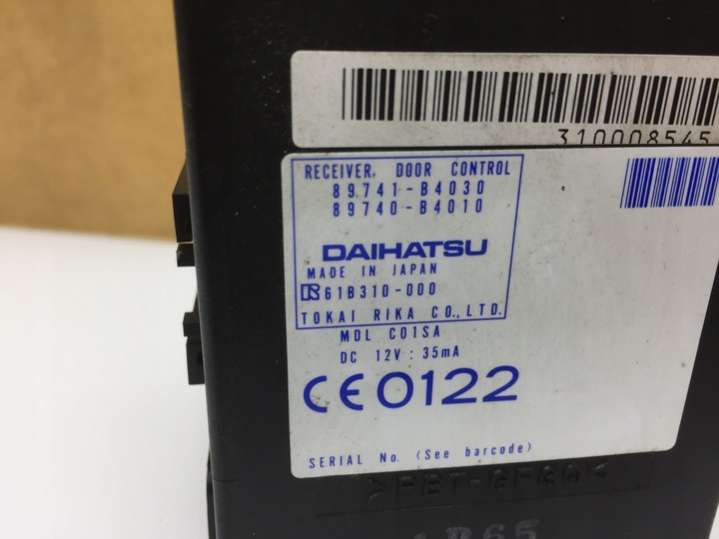 310008545
RECEIVER, DOOR CONTROL
89741-B4030
89740-B4010
DAIHATSU
MADE IN JAPAN
61B310-000
TOKAI RIKA CO.,LTD.
MDL C01SA
DC 12V : 35mA
CE0122
SERIAL No. (See barcode)